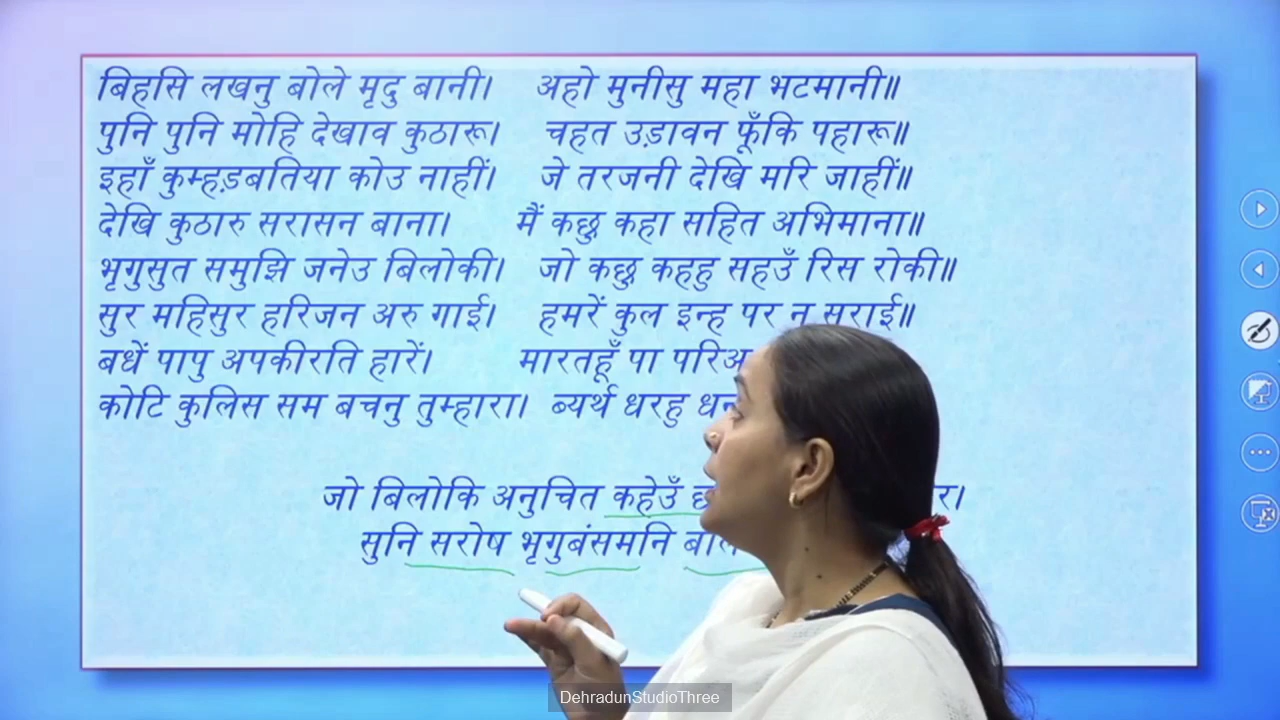 बिहसि लखनु बोले मृदु बानी। अहो मुनीसु महा भटमानी॥
पुनि पुनि मोहि देखाव कुठारू। चहत उड़ावन फूँकि पहारू॥
इहाँ कुम्हड़बतिया कोउ नाहीं। जे तरजनी देखि मरि जाहीं॥
देखि कुठारु सरासन बाना। मैं कछु कहा सहित अभिमाना॥
भृगुसुत समुझि जनेउ बिलोकी। जो कछु कहहु सहउँ रिस रोकी॥
सुर महिसुर हरिजन अरु गाई। हमरें कुल इन्ह पर न सुराई॥
बधें पापु अपकीरति हारें। मारतहूँ पा
कोटि कुलिस सम बचनु तुम्हारा। ब्यर्थ धरहु
जो बिलोकि अनुचित कहेउँ
सुनि सरोष भृगुबंसमनि
DehradunStudioThree